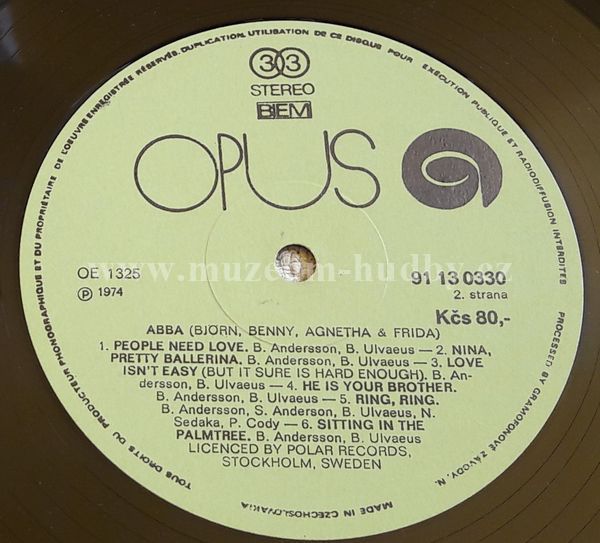 TOUS DROITS DU PRODUCTEUR PHONOGRAPHIQUE ET DU PROPRIÉTAIRE DE L'OEUVRE ENREGISTRÉE RÉSERVÉS. DUPLICATION, UTILISATION DE CE DISQUE POUR EXÉCUTION PUBLIQUE ET RADIODIFFUSION INTERDITES
PROCESSED BY GRAMOFONOVÉ ZÁVODY, N.
33
STEREO
BIEM
OPUS
www.muzeum-hudby.cz
OE 1325
91 13 0330
Ⓟ 1974
2. strana
Kčs 80,-
ABBA (BJÖRN, BENNY, AGNETHA & FRIDA)
1. PEOPLE NEED LOVE. B. Andersson, B. Ulvaeus — 2. NINA,
PRETTY BALLERINA. B. Andersson, B. Ulvaeus — 3. LOVE
ISN'T EASY (BUT IT SURE IS HARD ENOUGH). B. An-
dersson, B. Ulvaeus — 4. HE IS YOUR BROTHER.
B. Andersson, B. Ulvaeus — 5. RING, RING.
B. Andersson, S. Anderson, B. Ulvaeus, N.
Sedaka, P. Cody — 6. SITTING IN THE
PALMTREE. B. Andersson, B. Ulvaeus
LICENCED BY POLAR RECORDS,
STOCKHOLM, SWEDEN
MADE IN CZECHOSLOVAKIA